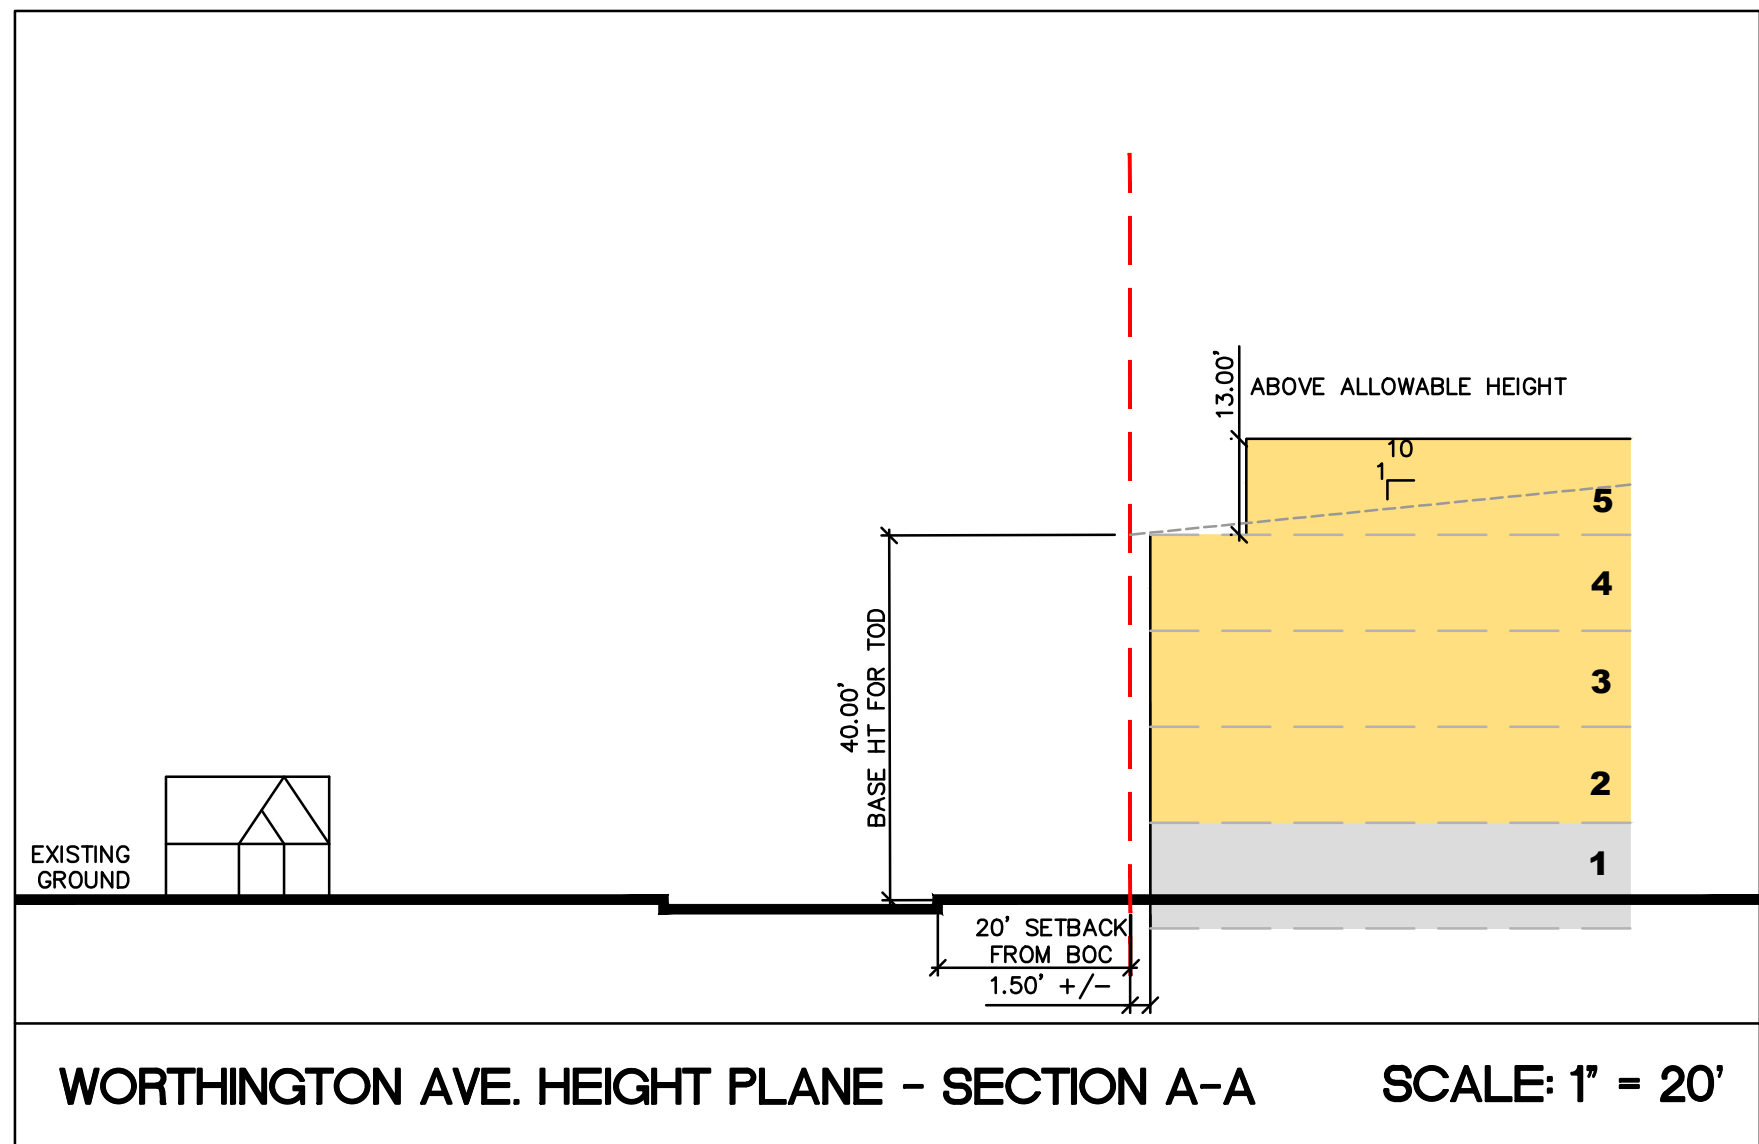 13.00'
ABOVE ALLOWABLE HEIGHT
10
1
5
4
3
2
1
40.00'
BASE HT FOR TOD
EXISTING
GROUND
20' SETBACK
FROM BOC
1.50' +/-
WORTHINGTON AVE. HEIGHT PLANE - SECTION A-A
SCALE: 1" = 20'